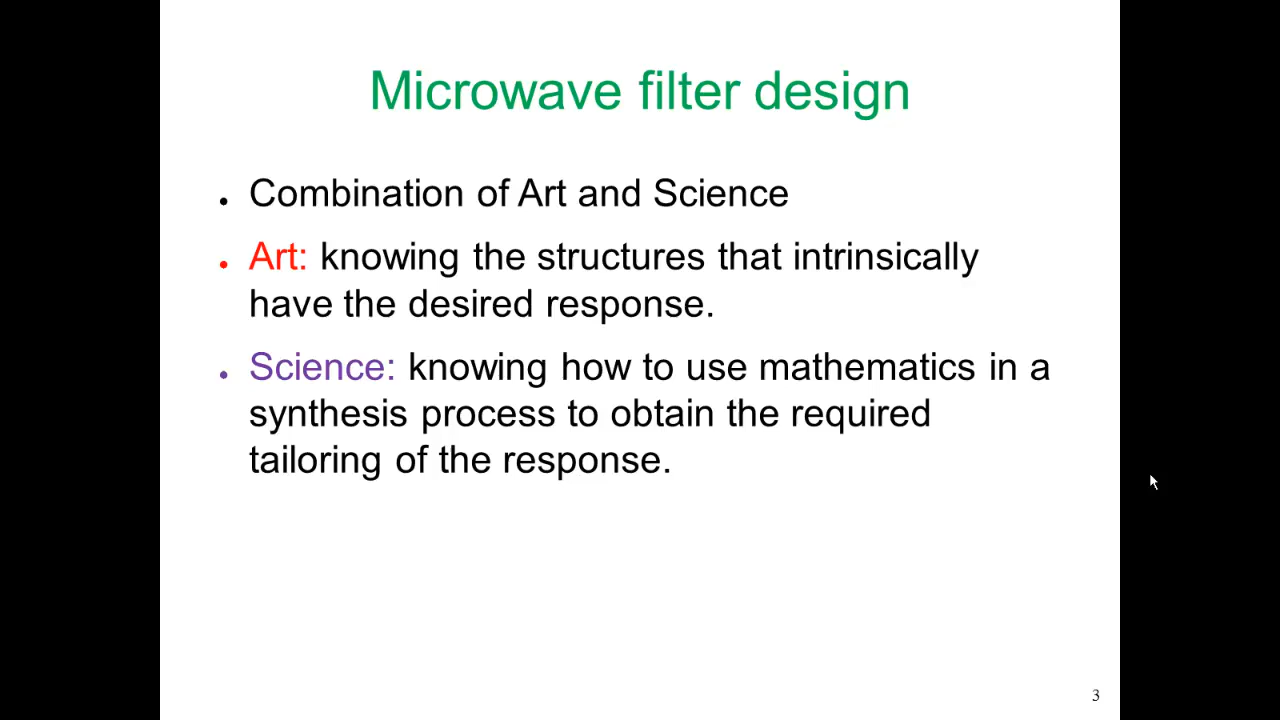 Microwave filter design
• Combination of Art and Science
• Art: knowing the structures that intrinsically
have the desired response.
• Science: knowing how to use mathematics in a
synthesis process to obtain the required
tailoring of the response.
3